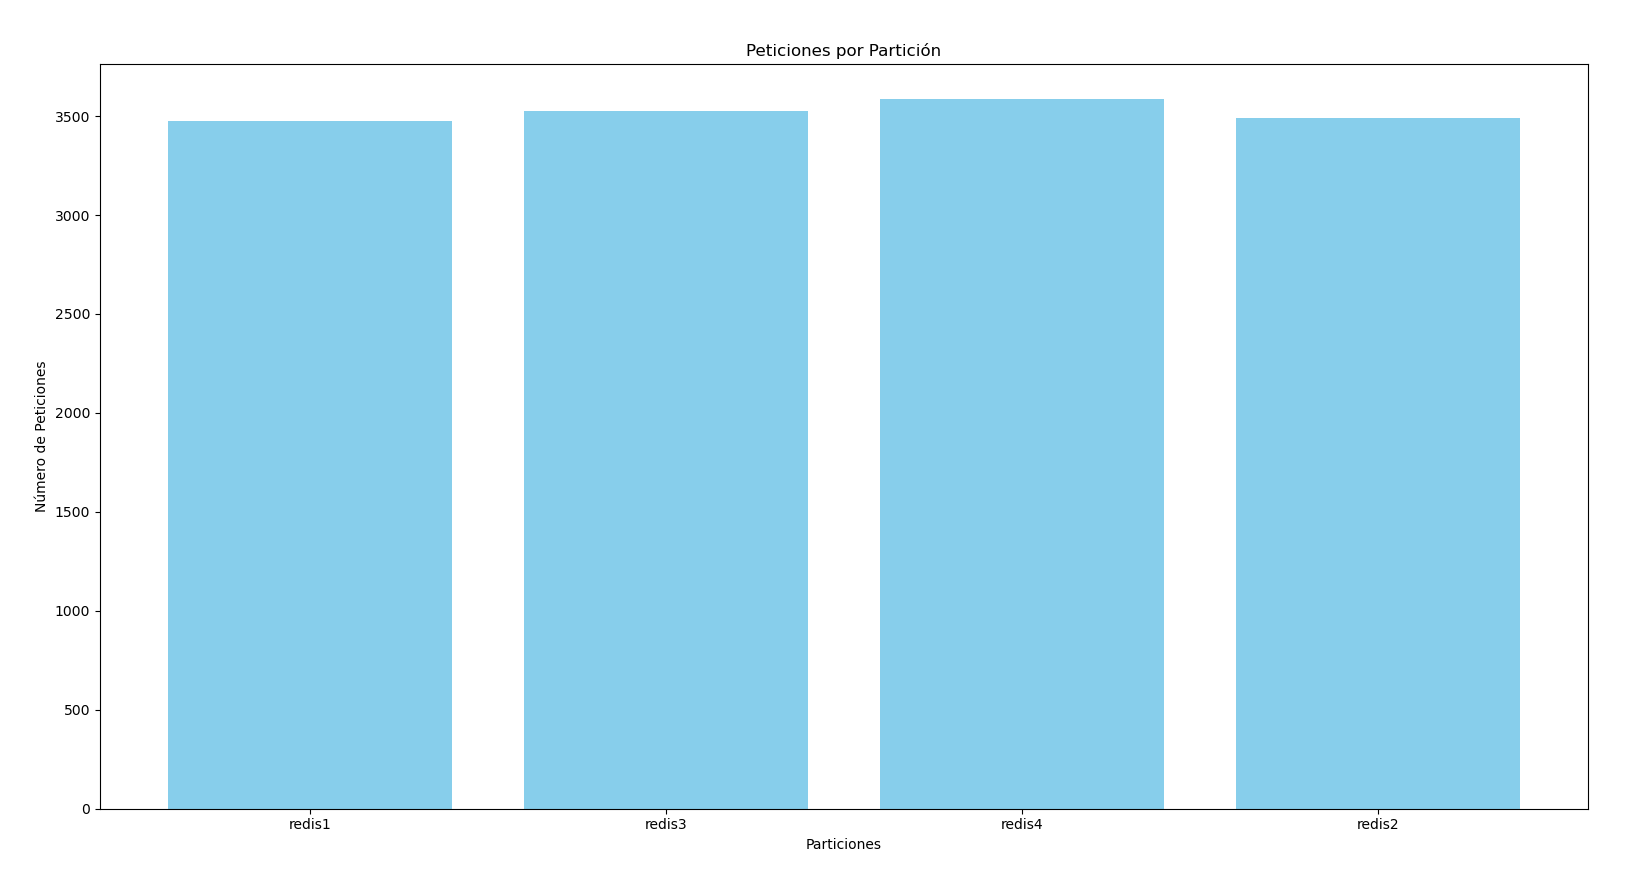 Peticiones por Partición
Número de Peticiones
3500
3000
2500
2000
1500
1000
500
0
redis1
redis3
redis4
redis2
Particiones